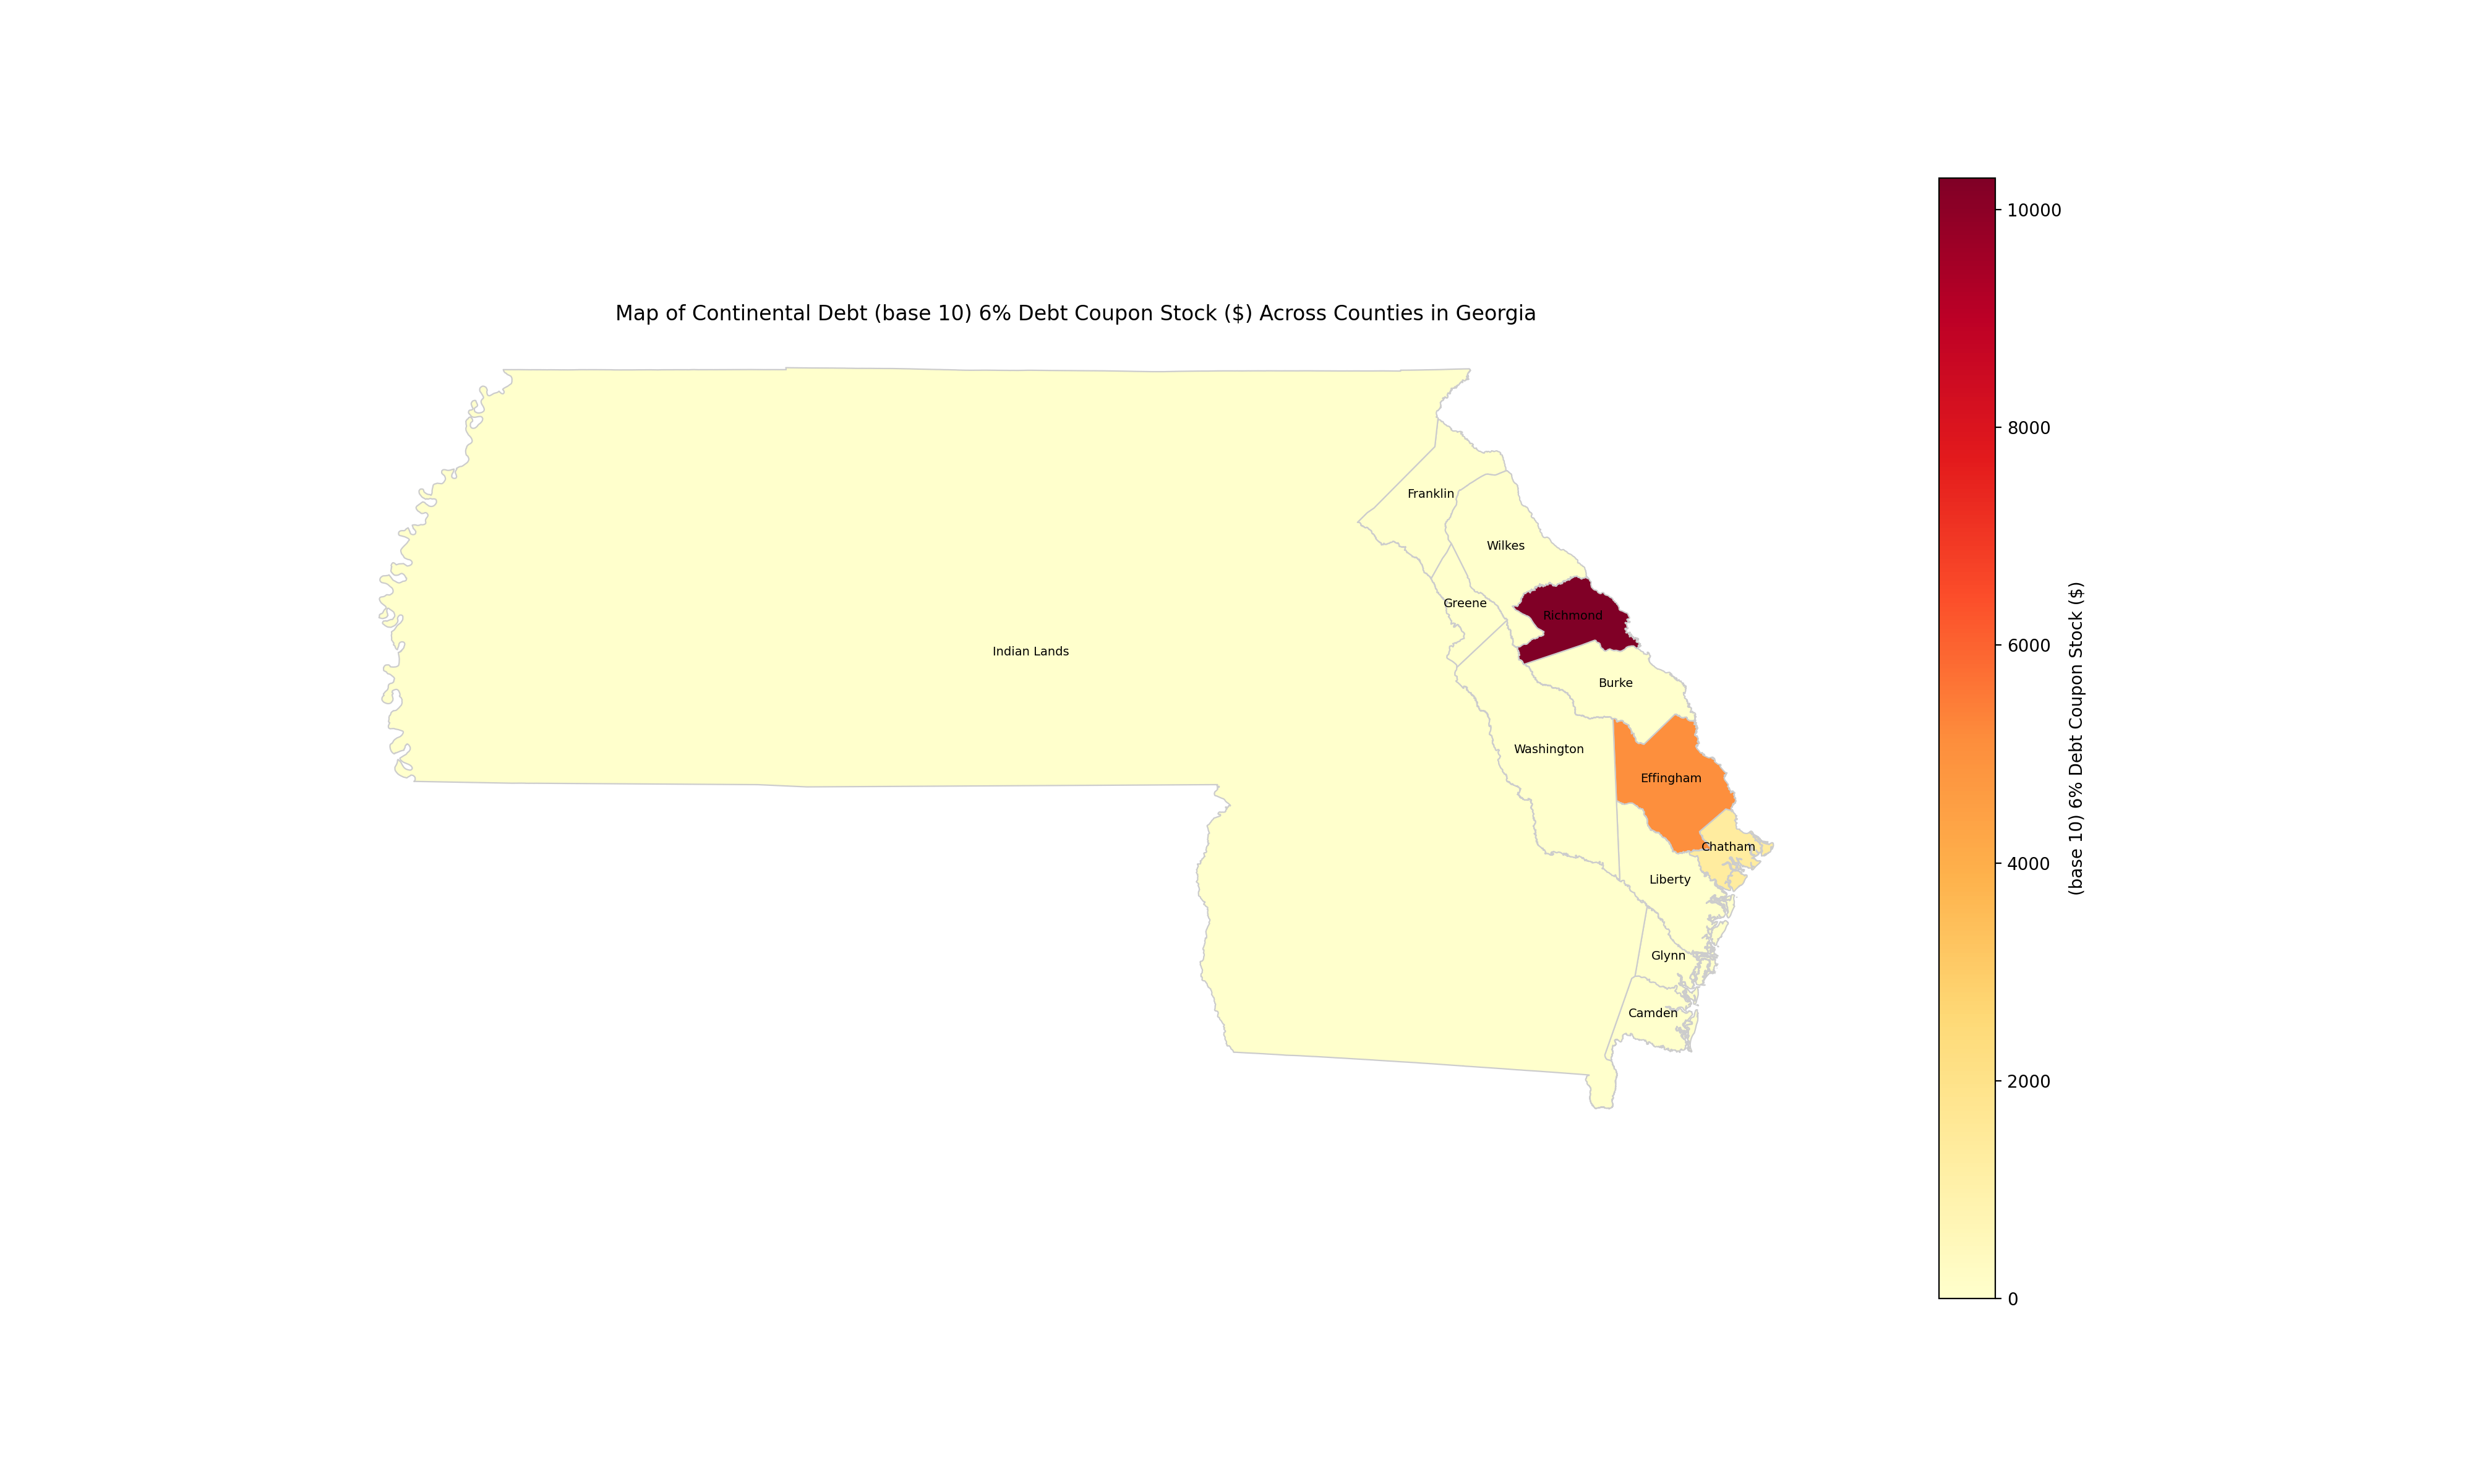 Map of Continental Debt (base 10) 6% Debt Coupon Stock ($) Across Counties in Georgia
Franklin
Wilkes
Greene
Richmond
Indian Lands
Burke
Washington
Effingham
Chatham
Liberty
Glynn
Camden
10000
8000
6000
4000
2000
0
(base 10) 6% Debt Coupon Stock ($)